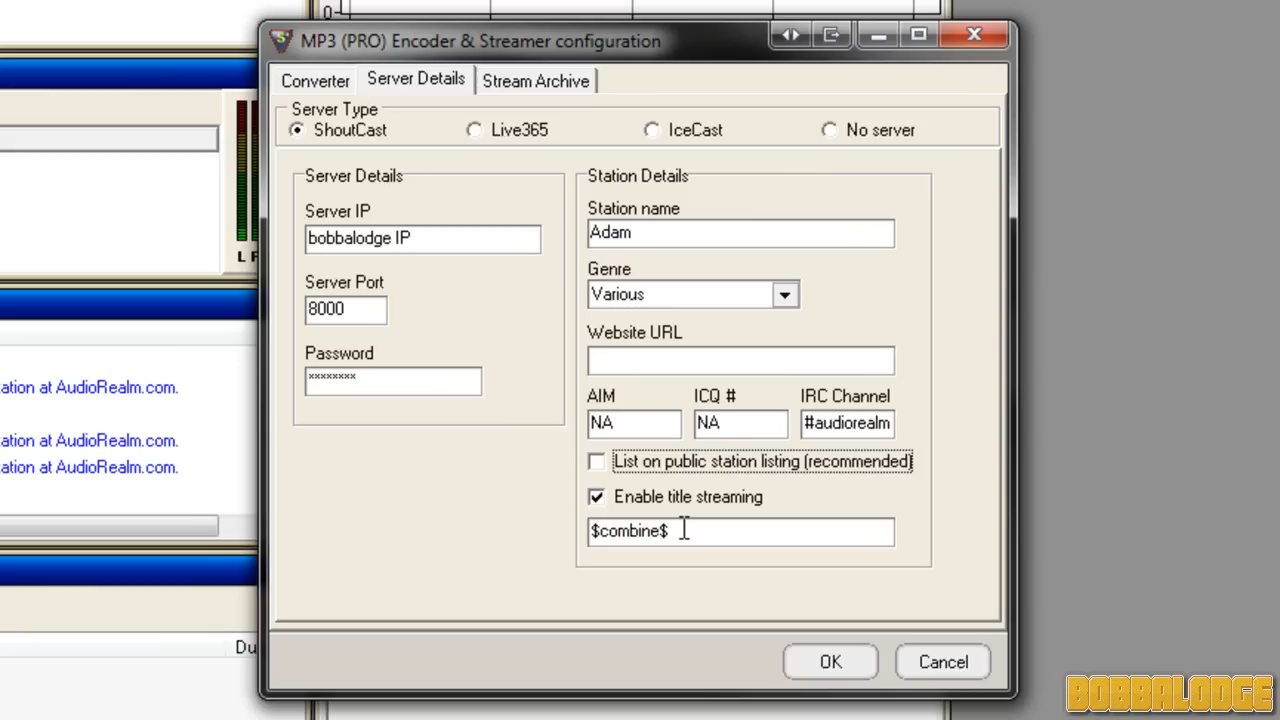 0
MP3 (PRO) Encoder & Streamer configuration
Converter Server Details Stream Archive
Server Type
ShoutCast Live365 IceCast No server
Server Details
Server IP
bobbalodge IP
Server Port
8000
Password
********
Station Details
Station name
Adam
Genre
Various
Website URL
AIM ICQ # IRC Channel
NA NA #audiorealm
List on public station listing (recommended)
Enable title streaming
$combine$
OK Cancel
L
ation at AudioRealm.com.
ation at AudioRealm.com.
ation at AudioRealm.com.
Du
BOBBALODGE